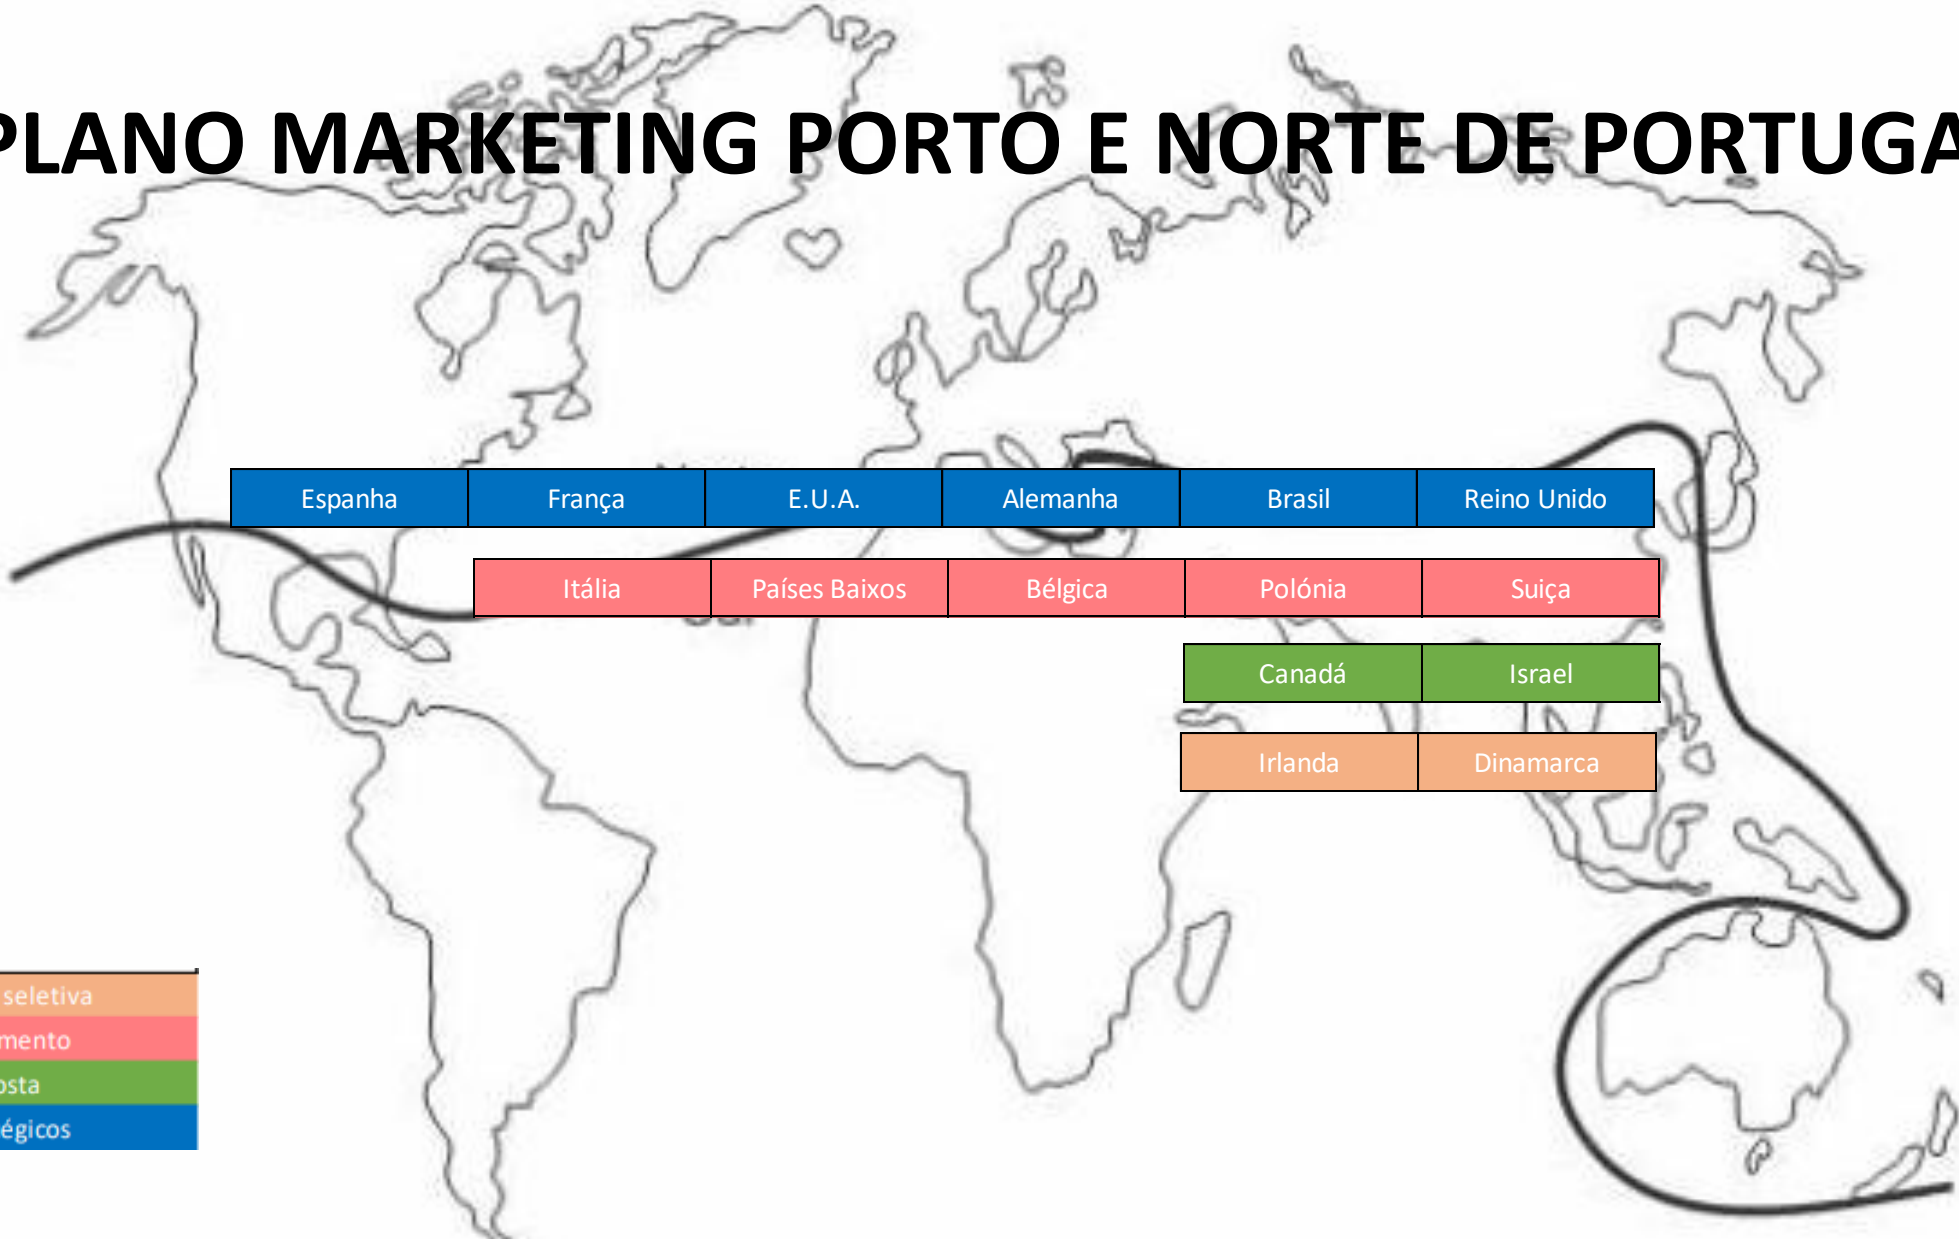 PLANO MARKETING PORTO E NORTE DE PORTUGA
Espanha França E.U.A. Alemanha Brasil Reino Unido
Itália Países Baixos Bélgica Polónia Suiça
Canadá Israel
Irlanda Dinamarca
seletiva
mento
osta
égicos